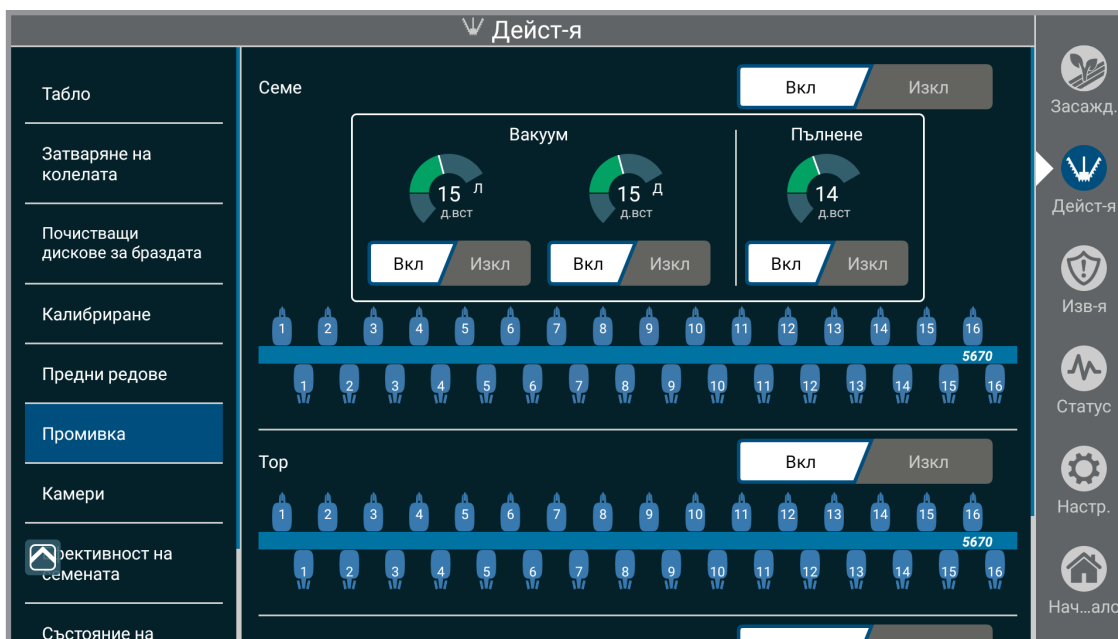 Дейст-я
Табло
Затваряне на
колелата
Почистващи
дискове за браздата
Калибриране
Предни редове
Промивка
Камери
семената
Състояние на
Семе
Вкл Изкл
Вакуум
Пълнене
15 Л
д.вст
15 Д
д.вст
14
д.вст
Вкл Изкл
Вкл Изкл
Вкл Изкл
1 2 3 4 5 6 7 8 9 10 11 12 13 14 15 16
5670
1 2 3 4 5 6 7 8 9 10 11 12 13 14 15 16
Тор
Вкл Изкл
1 2 3 4 5 6 7 8 9 10 11 12 13 14 15 16
5670
1 2 3 4 5 6 7 8 9 10 11 12 13 14 15 16
Засажд.
Дейст-я
Изв-я
Статус
Настр.
Нач...ало